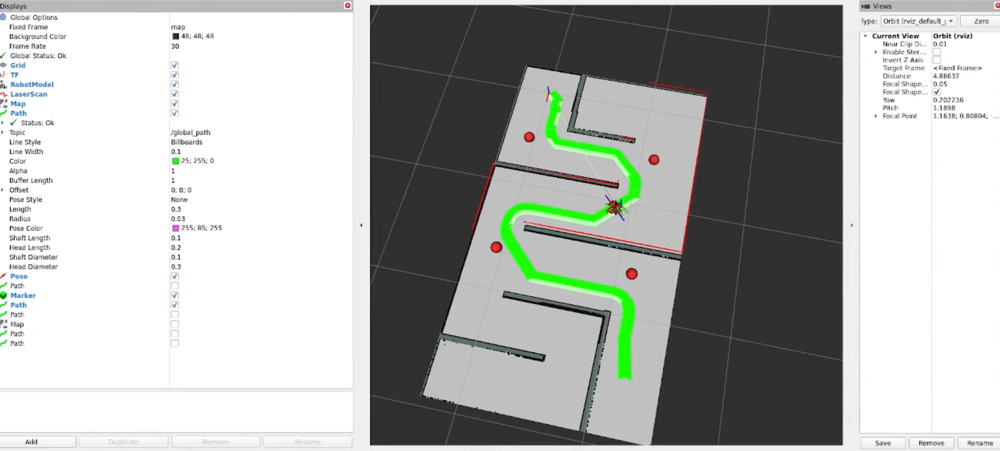 Displays
Global Options
Fixed Frame map
Background Color 48; 48; 48
Frame Rate 30
Global Status: Ok
Grid
TF
RobotModel
LaserScan
Map
Path
Status: Ok
Topic /global_path
Line Style Billboards
Line Width 0.1
Color 25; 255; 0
Alpha 1
Buffer Length 1
Offset 0; 0; 0
Pose Style None
Length 0.3
Radius 0.03
Pose Color 255; 85; 255
Shaft Length 0.1
Head Length 0.2
Shaft Diameter 0.1
Head Diameter 0.3
Pose
Path
Marker
Path
Path
Map
Path
Path
Add Duplicate Remove Rename
Views
Type: Orbit (rviz_default_ Zero
Current View Orbit (rviz)
Near Clip Di... 0.01
Enable Ster...
Invert Z Axis
Target Frame <Fixed Frame>
Distance 4.86637
Focal Shape... 0.05
Focal Shape...
Yaw 0.202236
Pitch 1.1898
Focal Point 1.1638; 0.80804; -...
Save Remove Rename